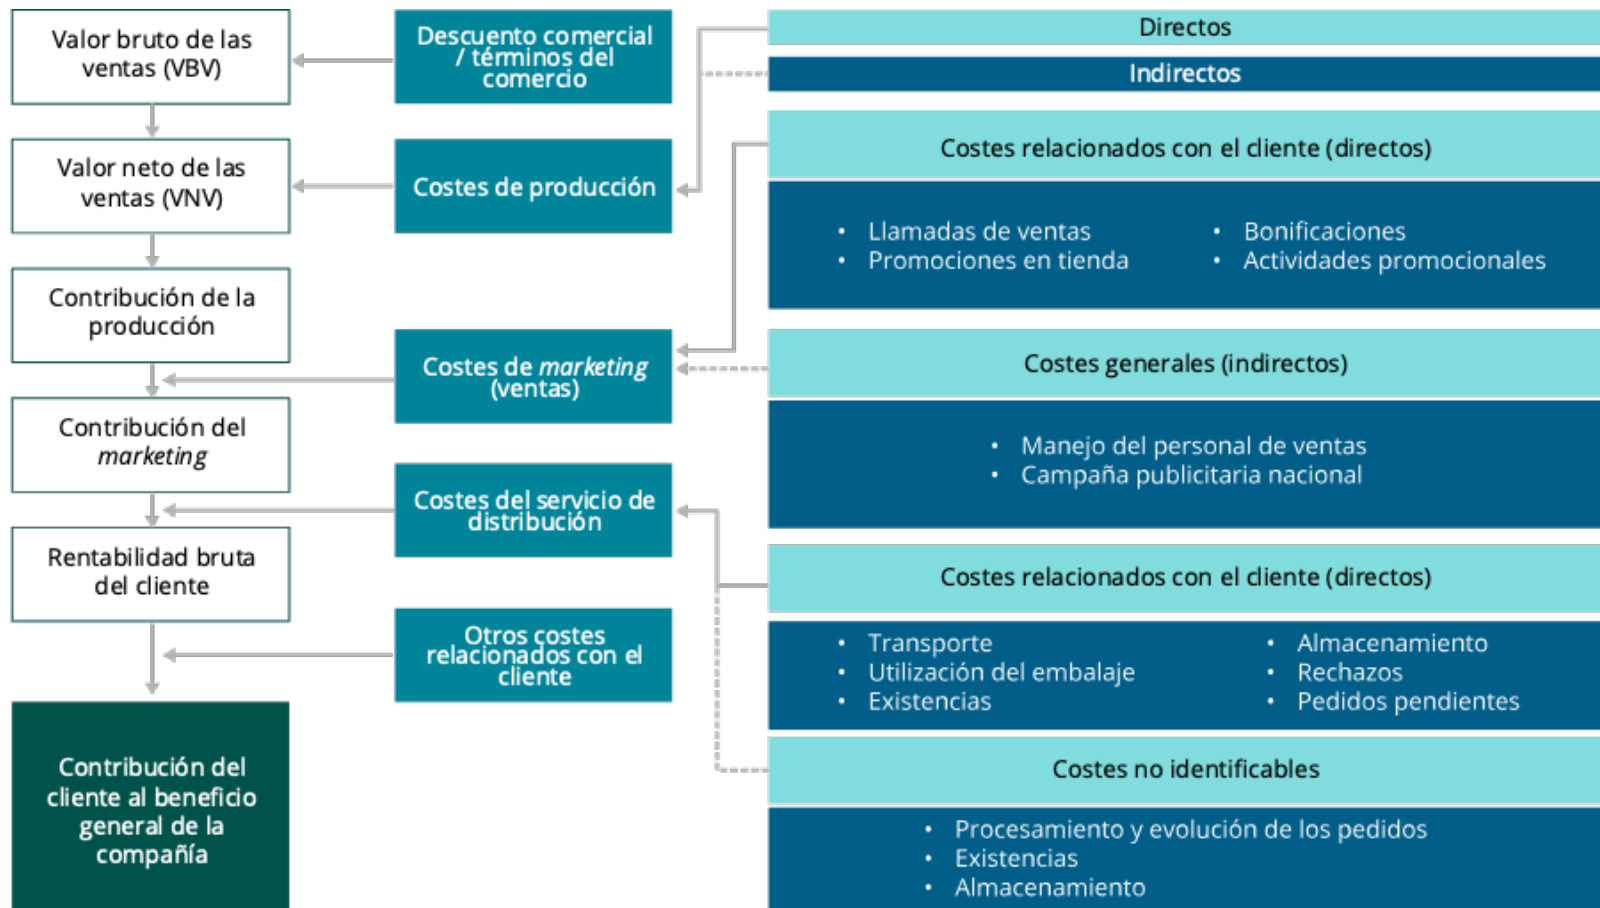 Valor bruto de las
ventas (VBV)
Descuento comercial
/ términos del
comercio
Directos
Indirectos
Valor neto de las
ventas (VNV)
Costes de producción
Costes relacionados con el cliente (directos)
• Llamadas de ventas
• Promociones en tienda
• Bonificaciones
• Actividades promocionales
Contribución de la
producción
Costes de marketing
(ventas)
Costes generales (indirectos)
• Manejo del personal de ventas
• Campaña publicitaria nacional
Contribución del
marketing
Costes del servicio de
distribución
Rentabilidad bruta
del cliente
Costes relacionados con el cliente (directos)
• Transporte
• Utilización del embalaje
• Existencias
• Almacenamiento
• Rechazos
• Pedidos pendientes
Otros costes
relacionados con el
cliente
Contribución del
cliente al beneficio
general de la
compañía
Costes no identificables
• Procesamiento y evolución de los pedidos
• Existencias
• Almacenamiento